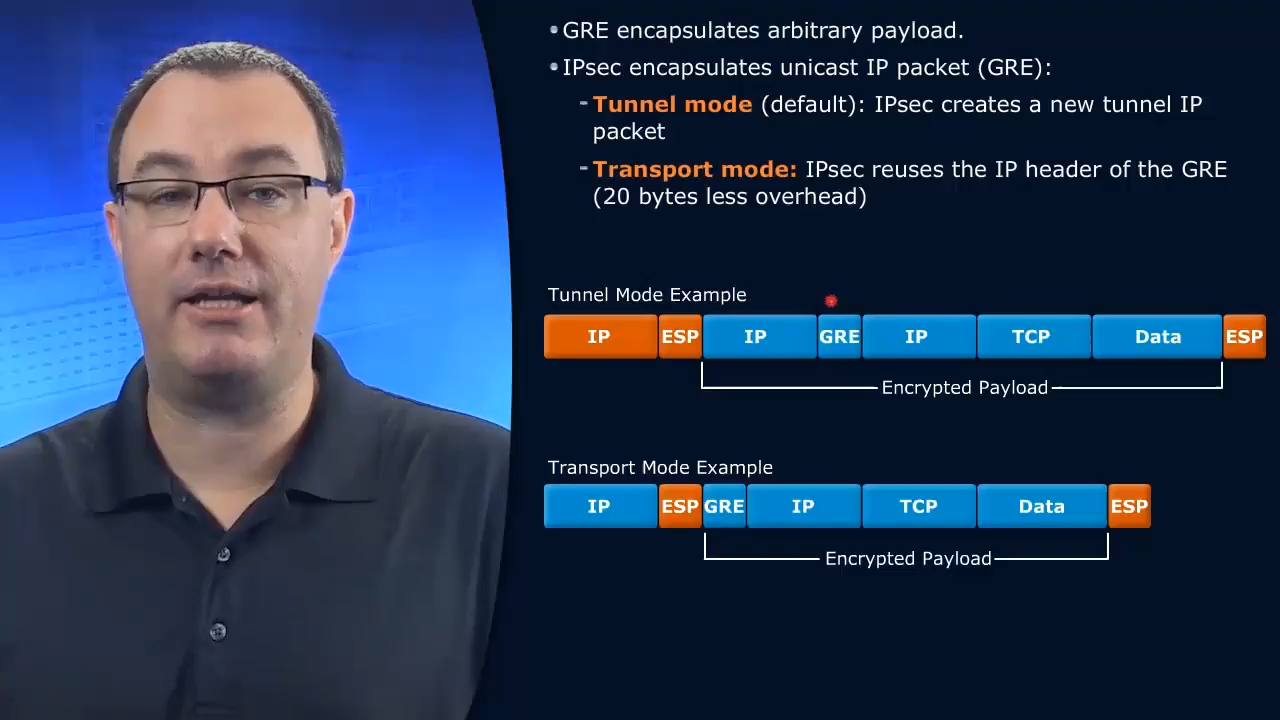 GRE encapsulates arbitrary payload.
IPsec encapsulates unicast IP packet (GRE):
Tunnel mode (default): IPsec creates a new tunnel IP
packet
Transport mode: IPsec reuses the IP header of the GRE
(20 bytes less overhead)
Tunnel Mode Example
IP ESP IP GRE IP TCP Data ESP
Encrypted Payload
Transport Mode Example
IP ESP GRE IP TCP Data ESP
Encrypted Payload